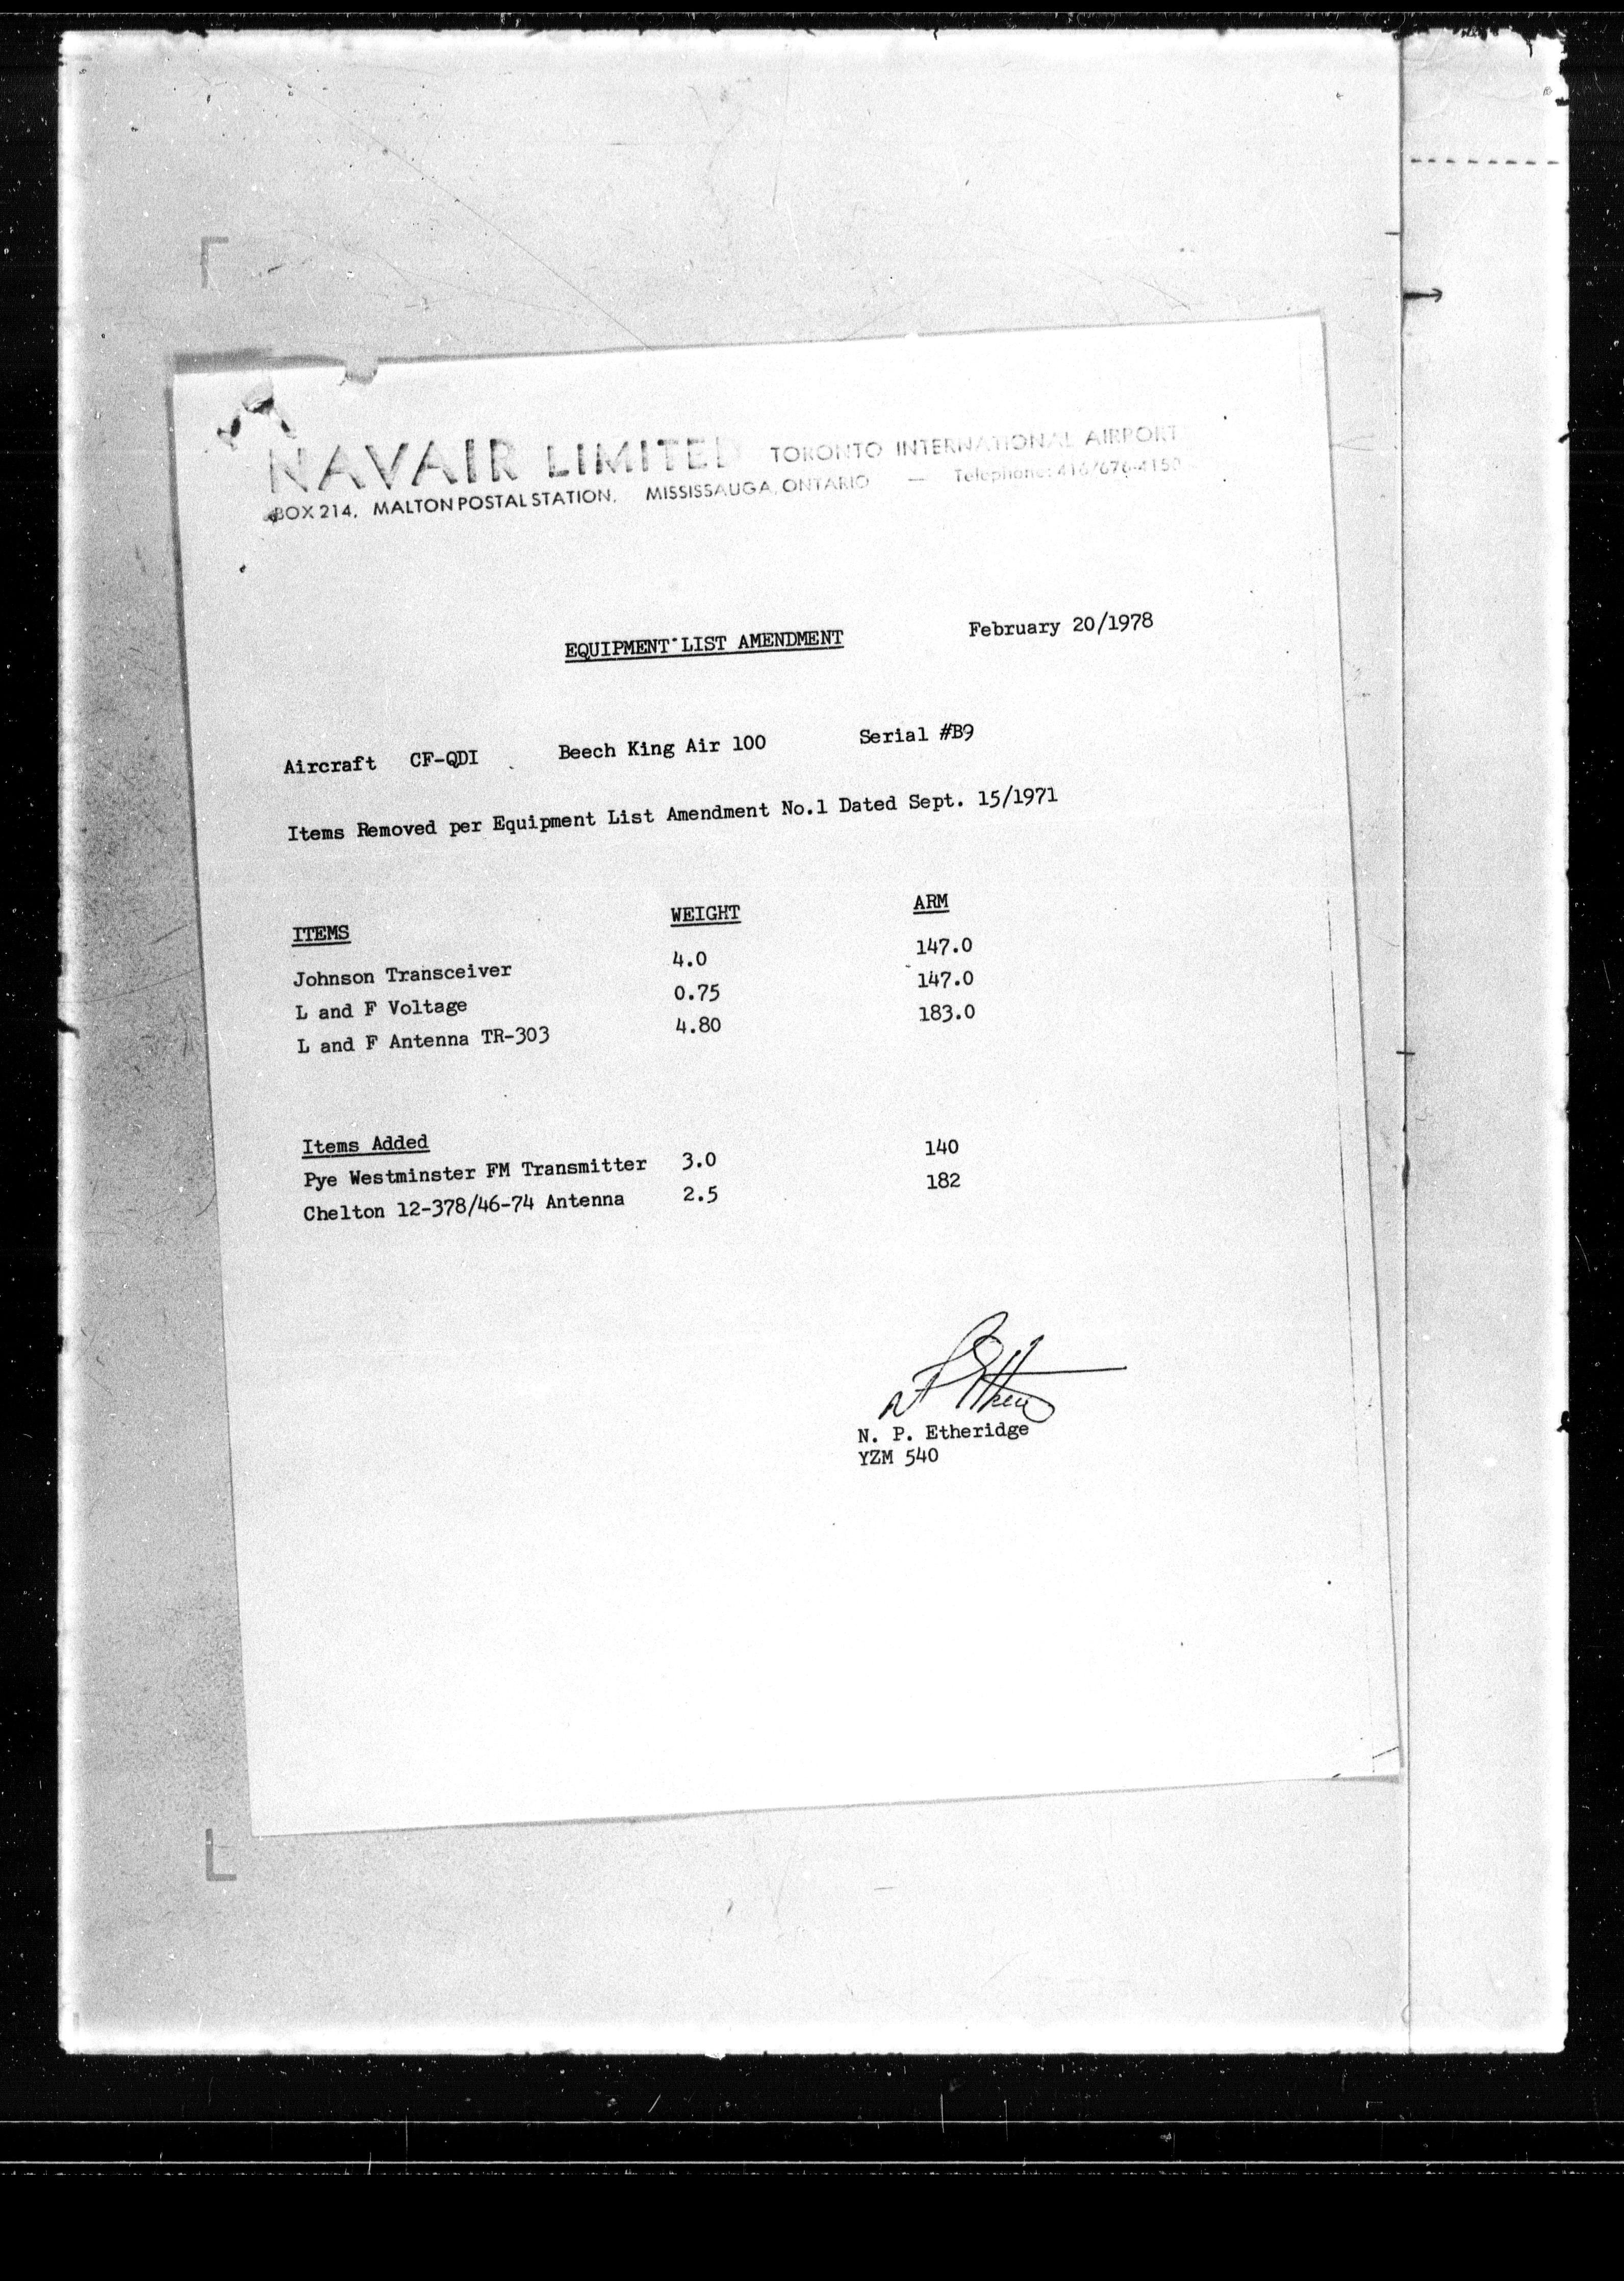 NAVAIR LIMITED TORONTO INTERNATIONAL AIRPORT
BOX 214, MALTON POSTAL STATION, MISSISSAUGA, ONTARIO — Telephone: 416/676-4150
EQUIPMENT LIST AMENDMENT February 20/1978
Aircraft CF-QDI Beech King Air 100 Serial #B9
Items Removed per Equipment List Amendment No.1 Dated Sept. 15/1971
ITEMS WEIGHT ARM
Johnson Transceiver 4.0 147.0
L and F Voltage 0.75 147.0
L and F Antenna TR-303 4.80 183.0
Items Added
Pye Westminster FM Transmitter 3.0 140
Chelton 12-378/46-74 Antenna 2.5 182
N. P. Etheridge
YZM 540